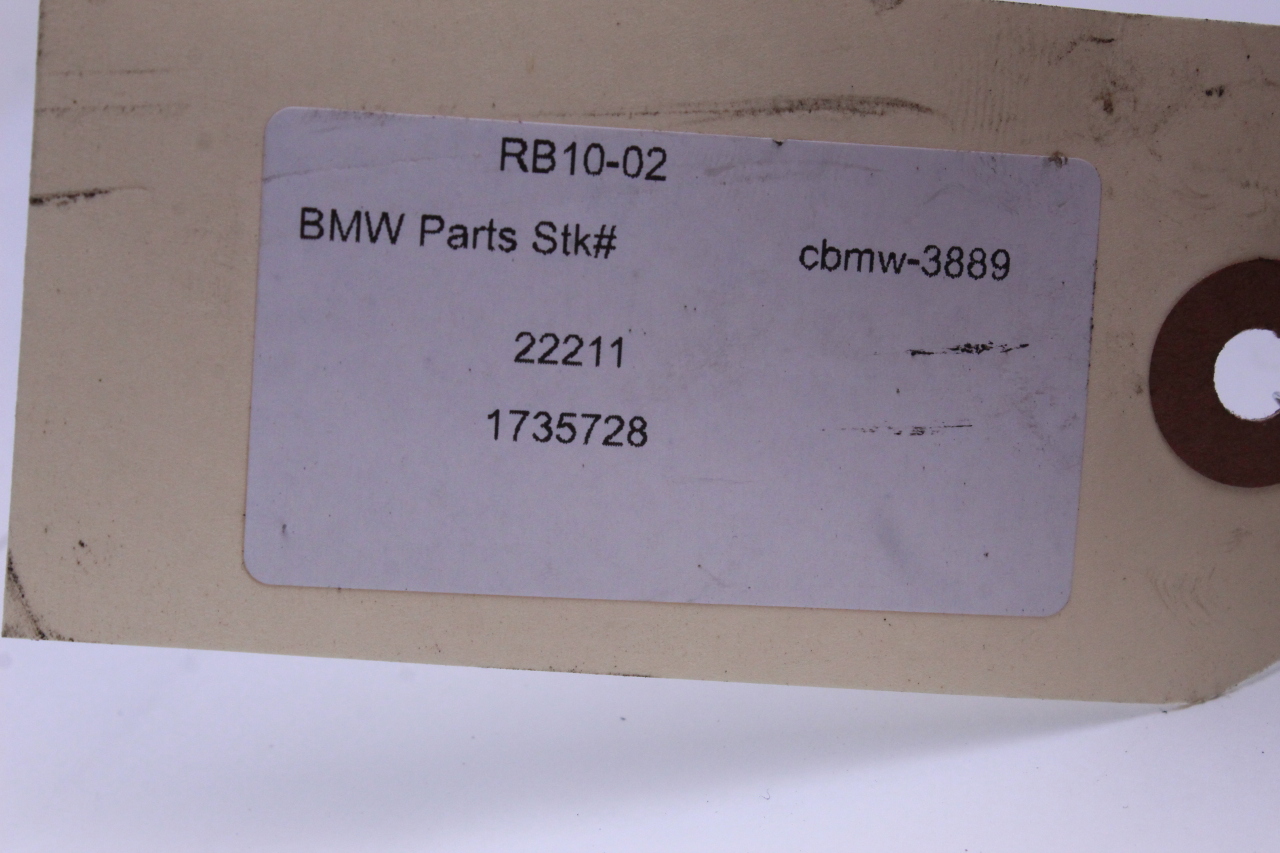 RB10-02
BMW Parts Stk# cbmw-3889
22211
1735728